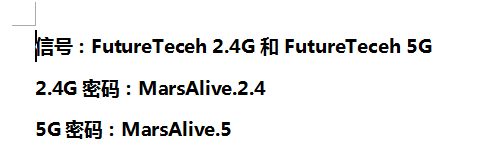 信号：FutureTeceh 2.4G 和 FutureTeceh 5G
2.4G 密码：MarsAlive.2.4
5G 密码：MarsAlive.5